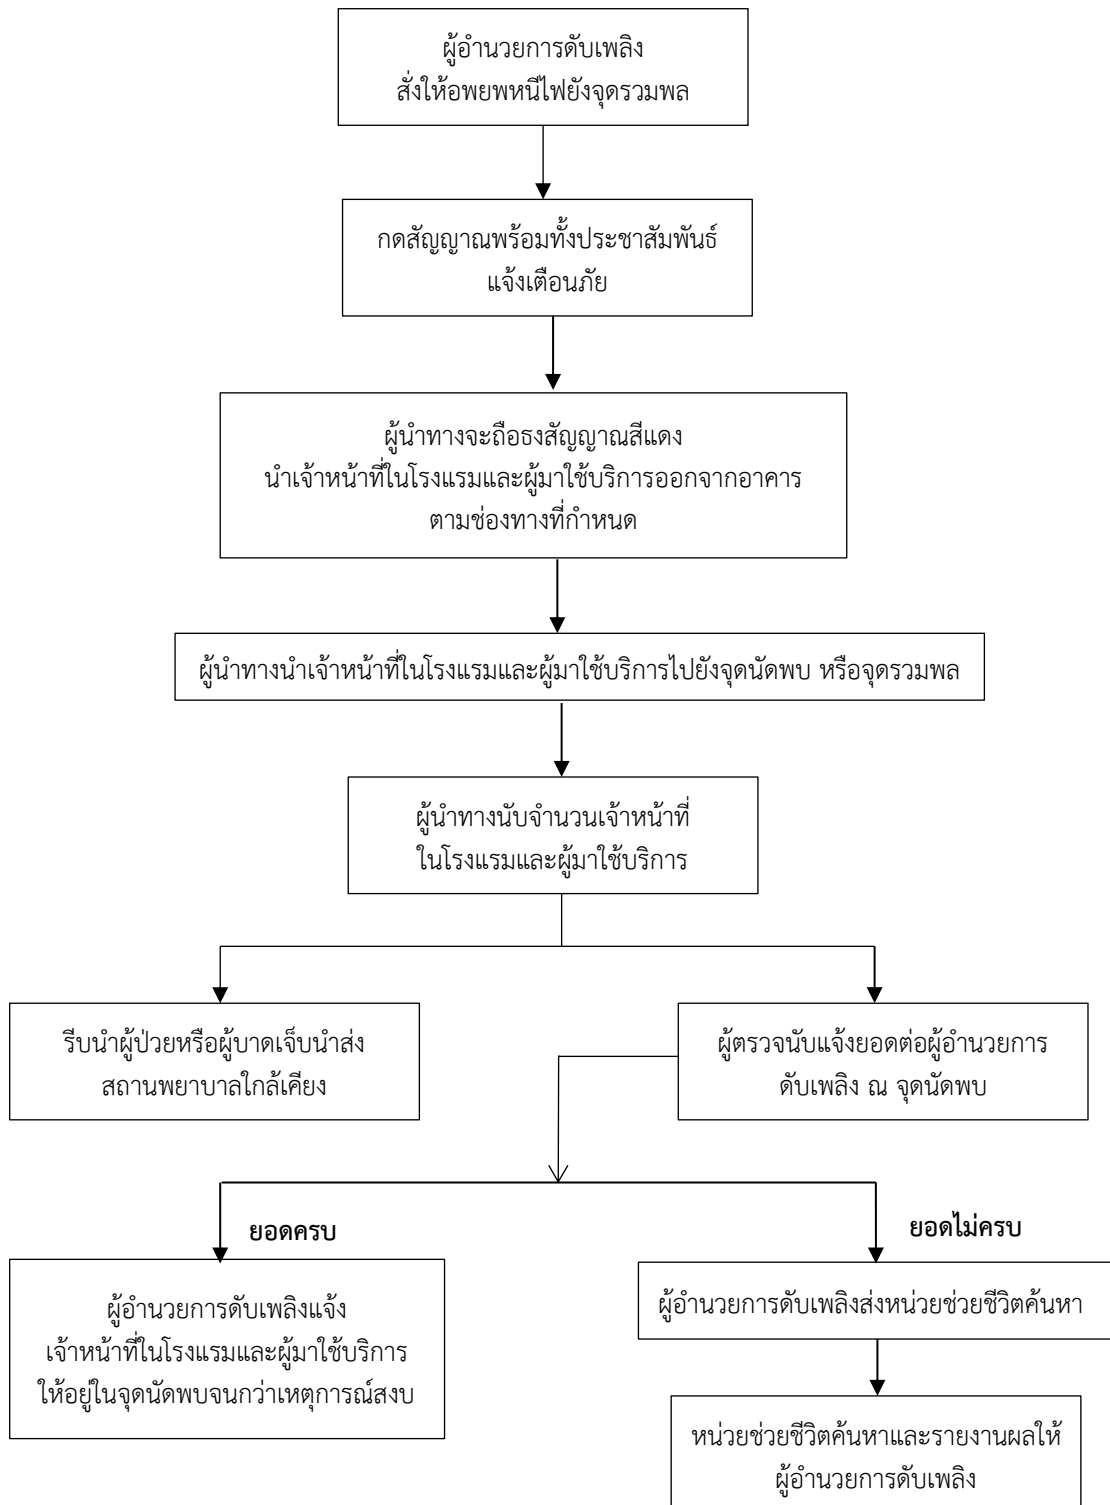 ผู้อำนวยการดับเพลิง
สั่งให้อพยพหนีไฟยังจุดรวมพล
กดสัญญาณพร้อมทั้งประชาสัมพันธ์
แจ้งเตือนภัย
ผู้นำทางจะถือธงสัญญาณสีแดง
นำเจ้าหน้าที่ในโรงแรมและผู้มาใช้บริการออกจากอาคาร
ตามช่องทางที่กำหนด
ผู้นำทางนำเจ้าหน้าที่ในโรงแรมและผู้มาใช้บริการไปยังจุดนัดพบ หรือจุดรวมพล
ผู้นำทางนับจำนวนเจ้าหน้าที่
ในโรงแรมและผู้มาใช้บริการ
รีบนำผู้ป่วยหรือผู้บาดเจ็บนำส่ง
สถานพยาบาลใกล้เคียง
ผู้ตรวจนับแจ้งยอดต่อผู้อำนวยการ
ดับเพลิง ณ จุดนัดพบ
ยอดครบ
ยอดไม่ครบ
ผู้อำนวยการดับเพลิงแจ้ง
เจ้าหน้าที่ในโรงแรมและผู้มาใช้บริการ
ให้อยู่ในจุดนัดพบจนกว่าเหตุการณ์สงบ
ผู้อำนวยการดับเพลิงส่งหน่วยช่วยชีวิตค้นหา
หน่วยช่วยชีวิตค้นหาและรายงานผลให้
ผู้อำนวยการดับเพลิง